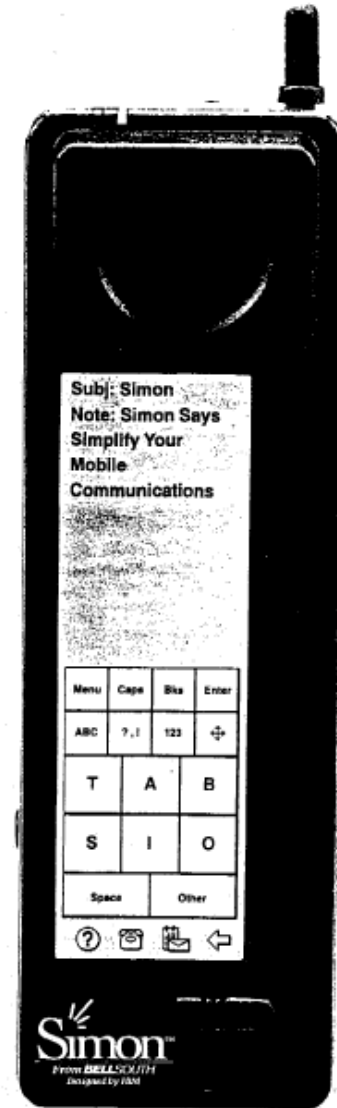 Subj: Simon
Note: Simon Says
Simplify Your
Mobile
Communications
Menu Caps Bks Enter
ABC ? , ! 123
T A B
S I O
Space Other
?
Simon™
From BELLSOUTH
Designed by IBM